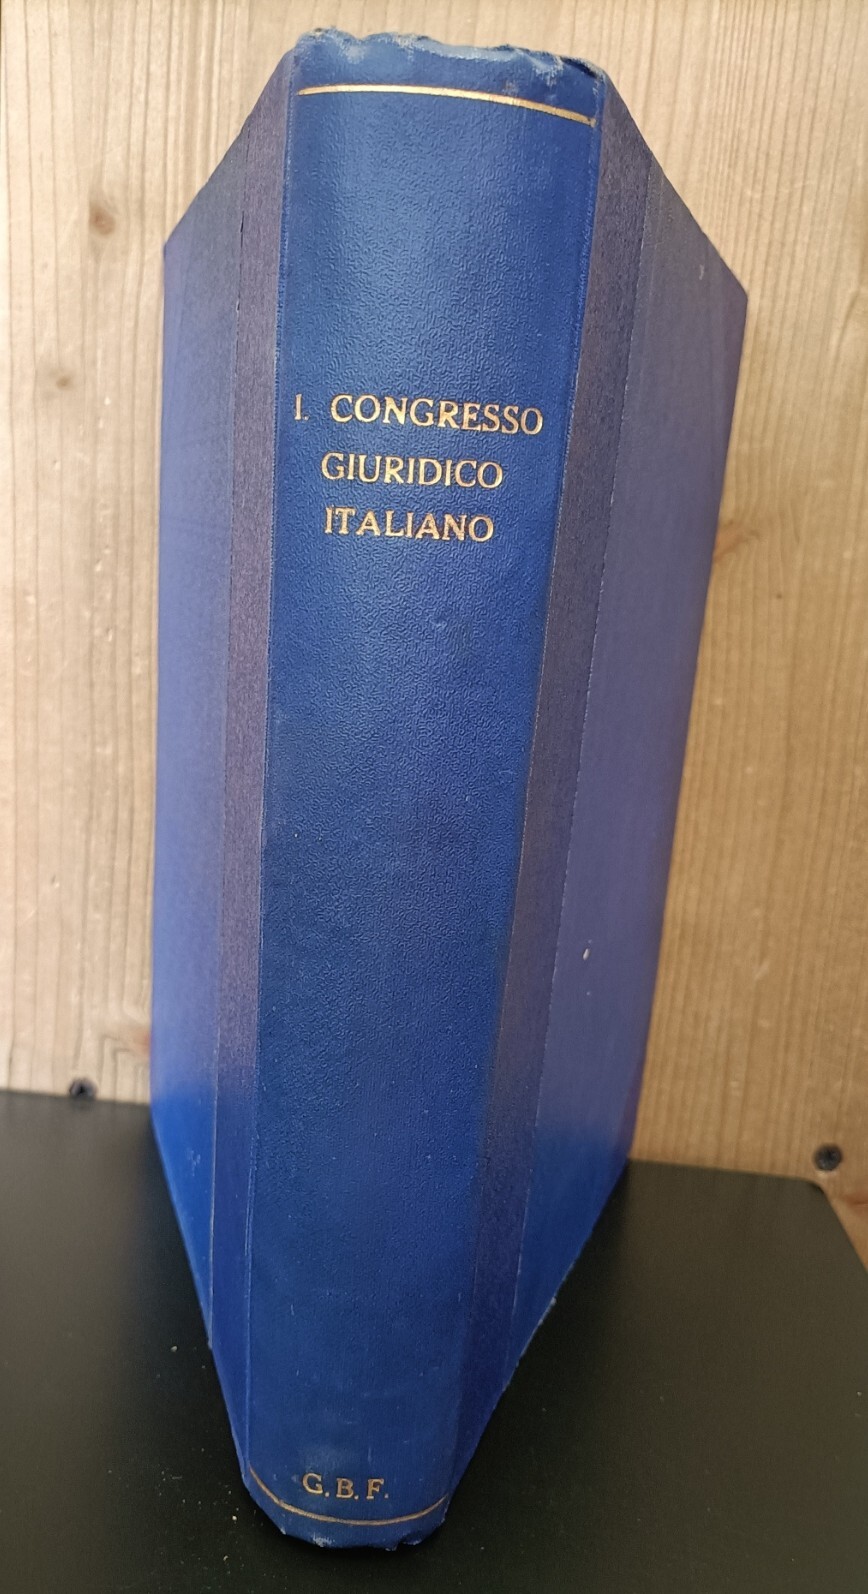 I. CONGRESSO
GIURIDICO
ITALIANO
G. B. F.